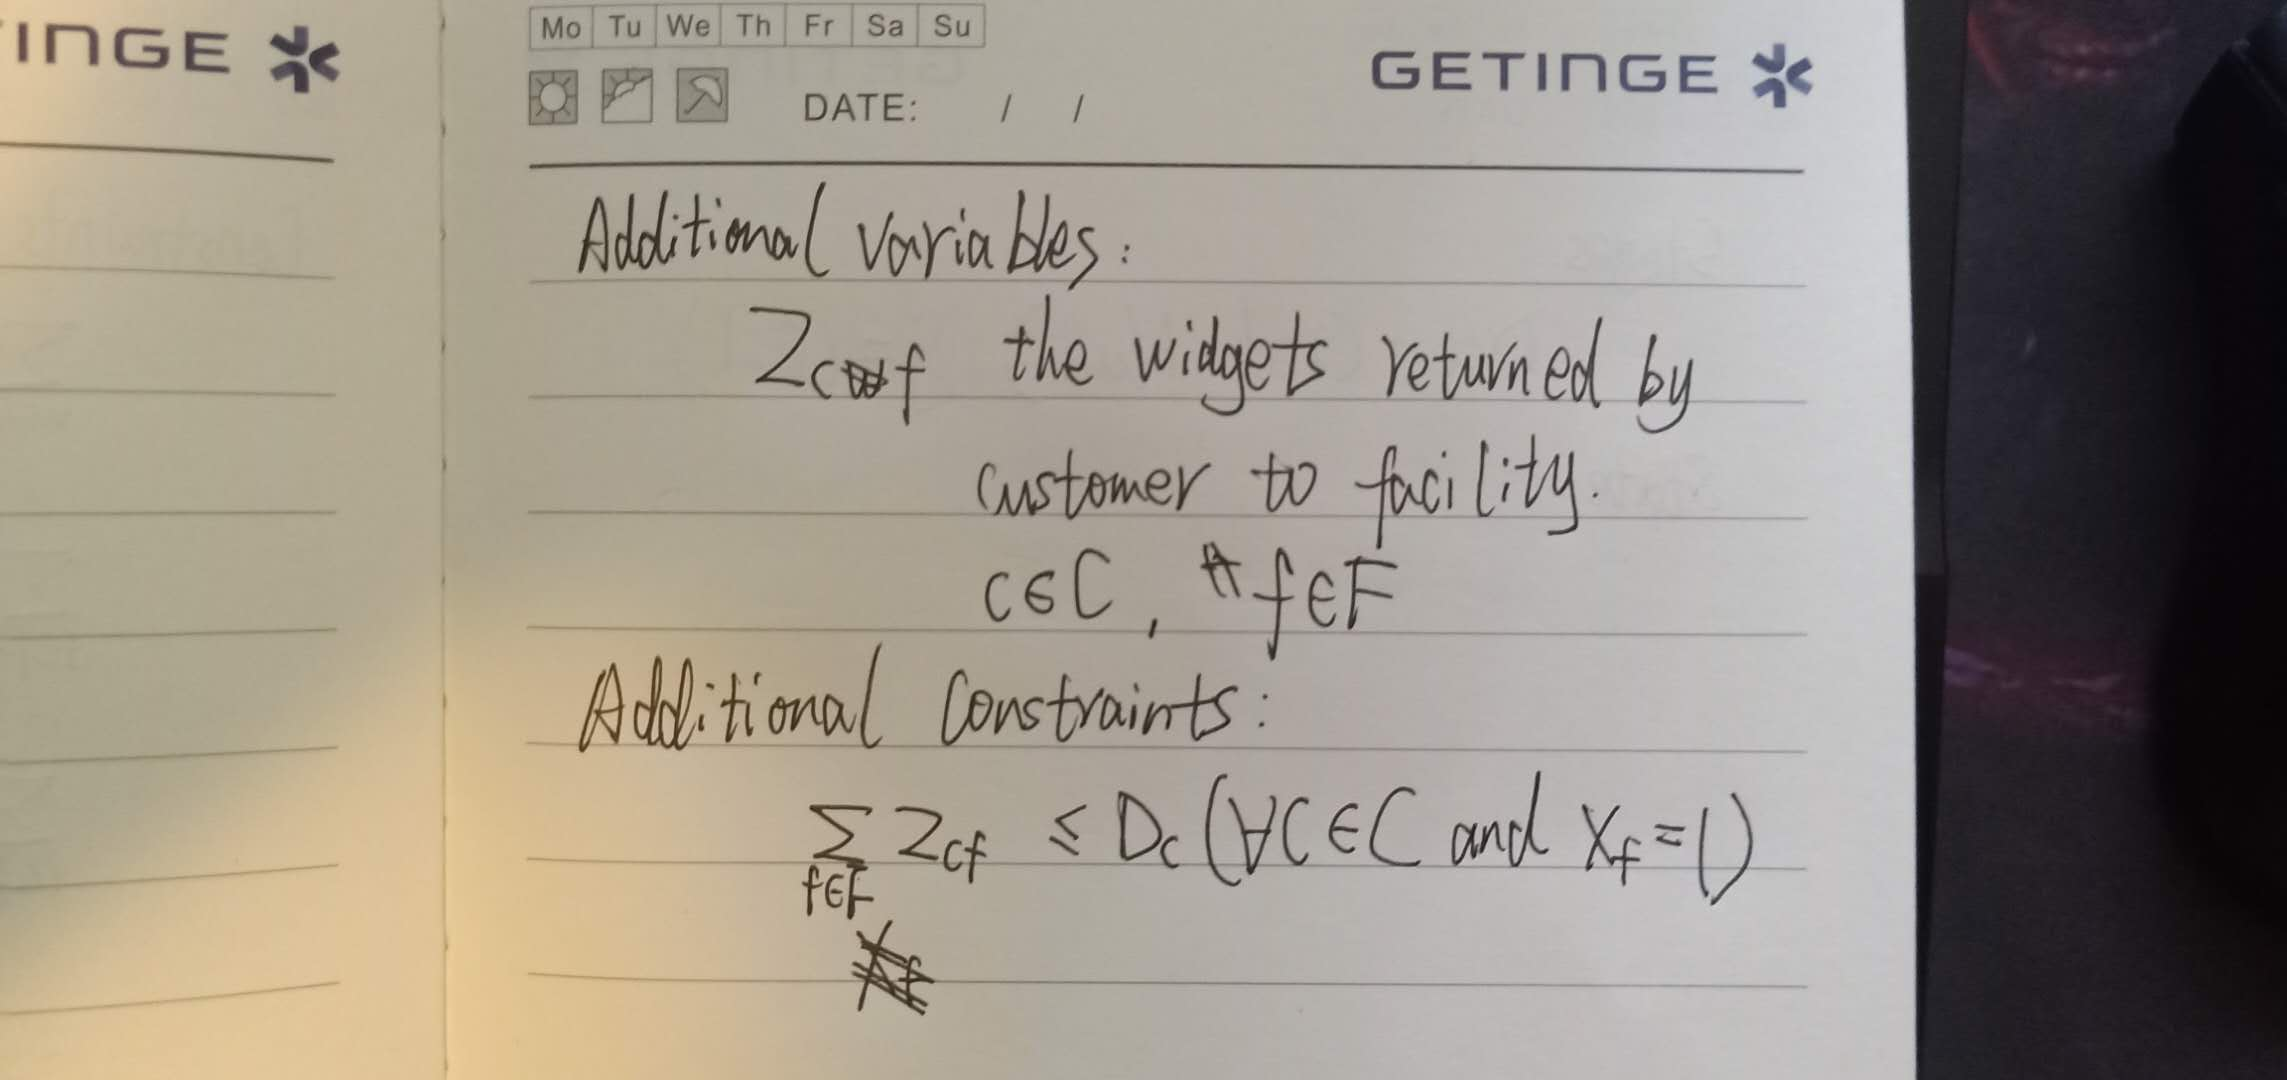 TINGE
Mo Tu We Th Fr Sa Su
GETINGE
DATE: / /
Additional variables:
Zcf the widgets returned by
customer to facility.
c∈C, f∈F
Additional Constraints:
∑ Zcf ≤ Dc (∀C∈C and Xf=1)
f∈F